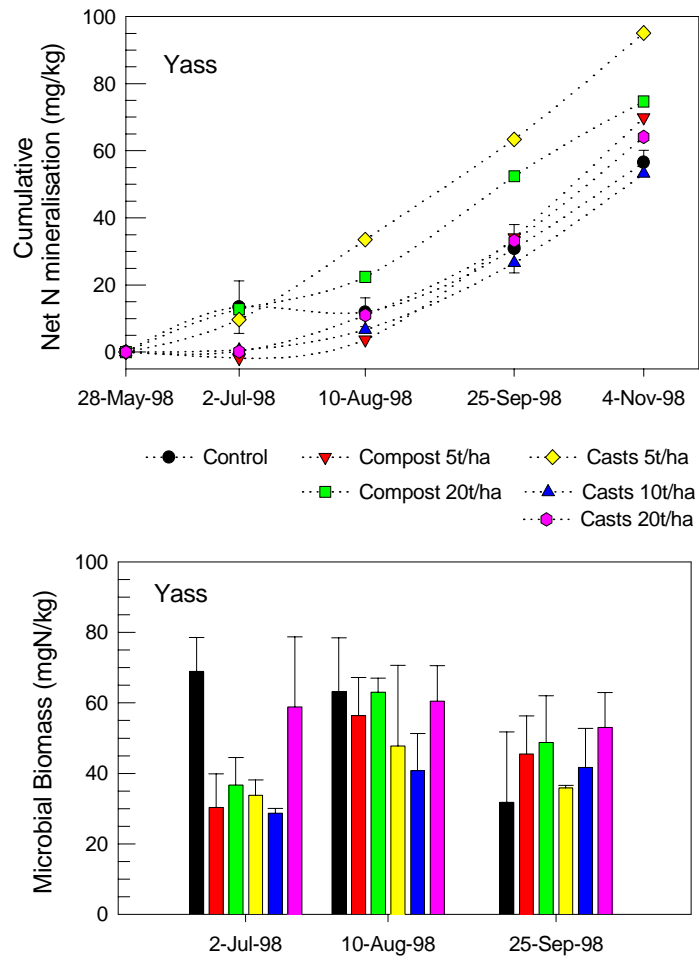 100
Yass
80
60
40
20
0
Cumulative
Net N mineralisation (mg/kg)
28-May-98 2-Jul-98 10-Aug-98 25-Sep-98 4-Nov-98
Control Compost 5t/ha Casts 5t/ha
Compost 20t/ha Casts 10t/ha
Casts 20t/ha
100
Yass
80
60
40
20
0
Microbial Biomass (mgN/kg)
2-Jul-98 10-Aug-98 25-Sep-98